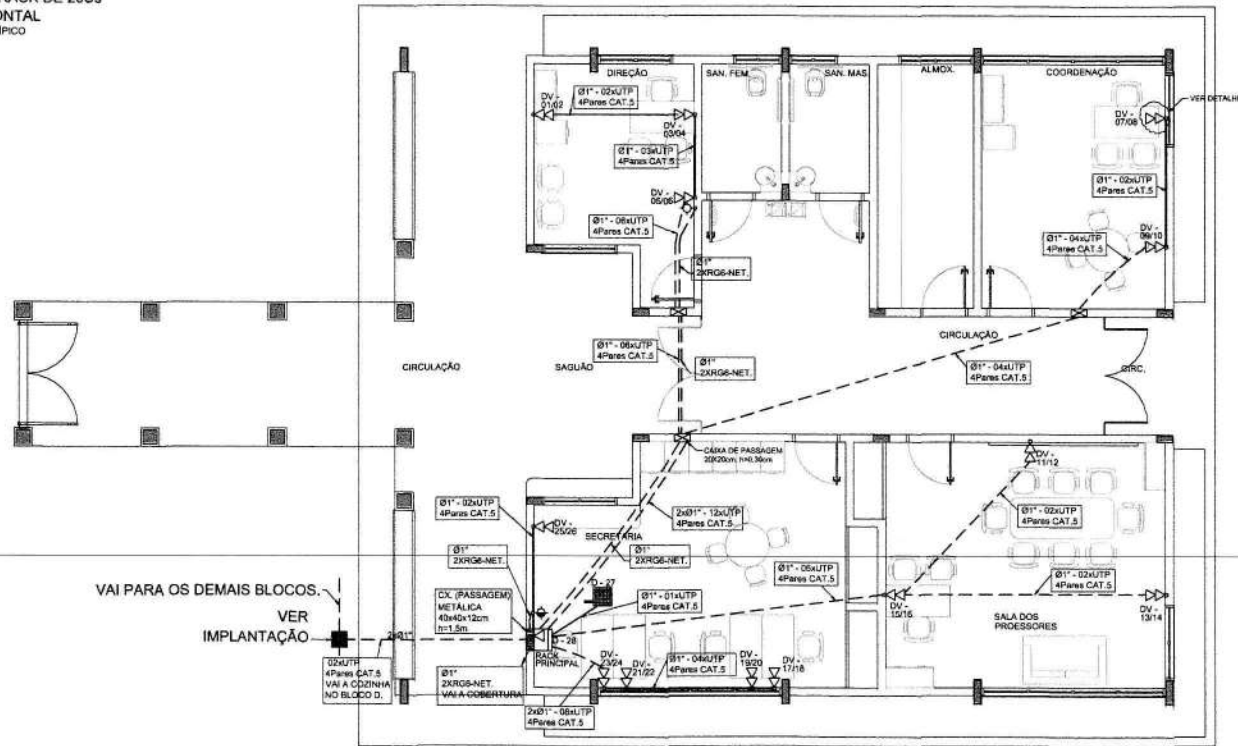 ONTAL
DIREÇÃO
SAN. FEM.
SAN. MAS.
ALMOX.
COORDENAÇÃO
VER DETALHE
DV -
01/02
Ø1" - 02xUTP
4Pares CAT.5
DV -
03/04
Ø1" - 03xUTP
4Pares CAT.5
DV -
05/06
Ø1" - 06xUTP
4Pares CAT.5
Ø1"
2XRG6-NET.
DV -
07/08
Ø1" - 02xUTP
4Pares CAT.5
DV -
09/10
Ø1" - 04xUTP
4Pares CAT.5
CIRCULAÇÃO
SAGUÃO
Ø1" - 06xUTP
4Pares CAT.5
Ø1"
2XRG6-NET.
CIRCULAÇÃO
Ø1" - 04xUTP
4Pares CAT.5
CIRC.
CAIXA DE PASSAGEM
20X20cm, h=0,30cm
DV -
11/12
Ø1" - 02xUTP
4Pares CAT.5
DV -
25/26
2xØ1" - 12xUTP
4Pares CAT.5
Ø1" - 02xUTP
4Pares CAT.5
SECRETARIA
Ø1"
2XRG6-NET.
Ø1"
2XRG6-NET.
D - 27
Ø1" - 06xUTP
4Pares CAT.5
Ø1" - 02xUTP
4Pares CAT.5
VAI PARA OS DEMAIS BLOCOS.
VER
IMPLANTAÇÃO
CX. (PASSAGEM)
METÁLICA
40x40x12cm
h=1,5m
Ø1" - 01xUTP
4Pares CAT.5
DV -
15/16
DV -
13/14
SALA DOS
PROESSORES
2xØ1"
D - 28
RACK
PRINCIPAL
02xUTP
4Pares CAT.5
VAI A COZINHA
NO BLOCO D.
Ø1"
2XRG6-NET.
VAI A COBERTURA
DV -
23/24
DV -
21/22
Ø1" - 04xUTP
4Pares CAT.5
DV -
19/20
DV -
17/18
2xØ1" - 08xUTP
4Pares CAT.5